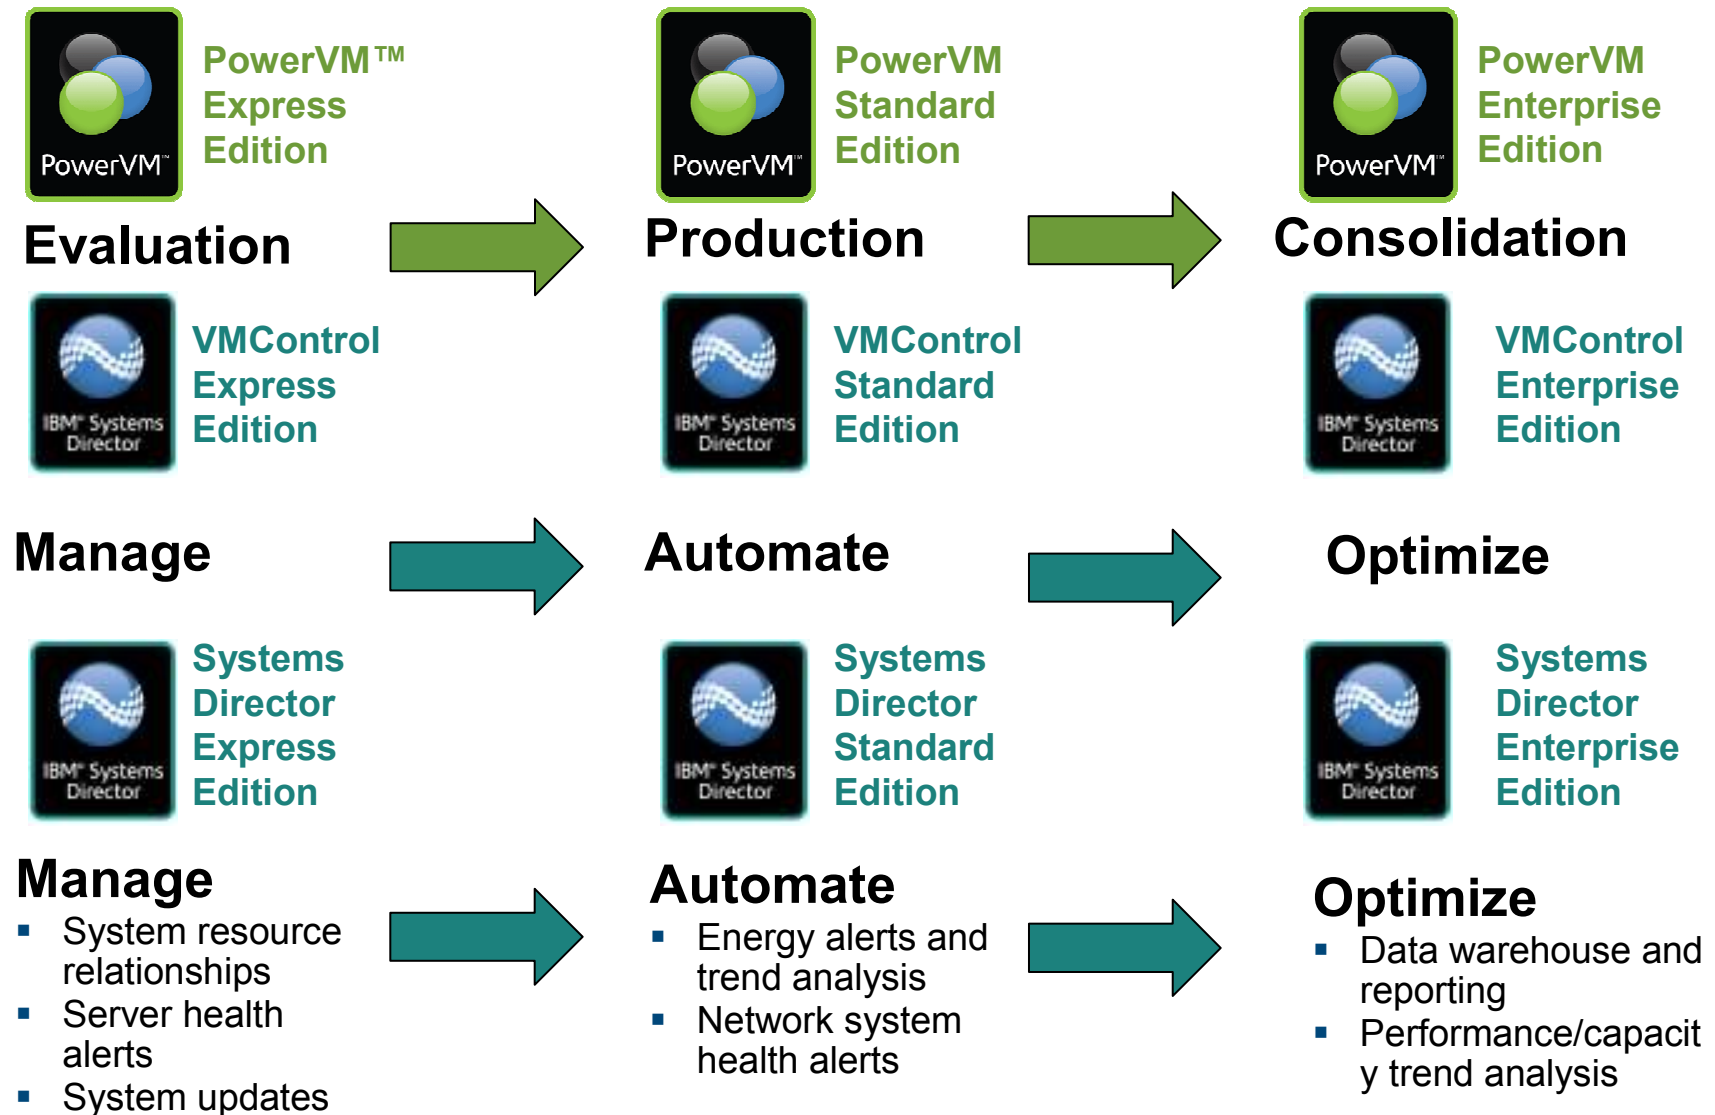 PowerVM™
Express
Edition
PowerVM™
PowerVM
Standard
Edition
PowerVM™
PowerVM
Enterprise
Edition
PowerVM™
Evaluation
Production
Consolidation
VMControl
Express
Edition
IBM® Systems
Director
VMControl
Standard
Edition
IBM® Systems
Director
VMControl
Enterprise
Edition
IBM® Systems
Director
Manage
Automate
Optimize
Systems
Director
Express
Edition
IBM® Systems
Director
Systems
Director
Standard
Edition
IBM® Systems
Director
Systems
Director
Enterprise
Edition
IBM® Systems
Director
Manage
▪ System resource
relationships
▪ Server health
alerts
▪ System updates
Automate
▪ Energy alerts and
trend analysis
▪ Network system
health alerts
Optimize
▪ Data warehouse and
reporting
▪ Performance/capacit
y trend analysis